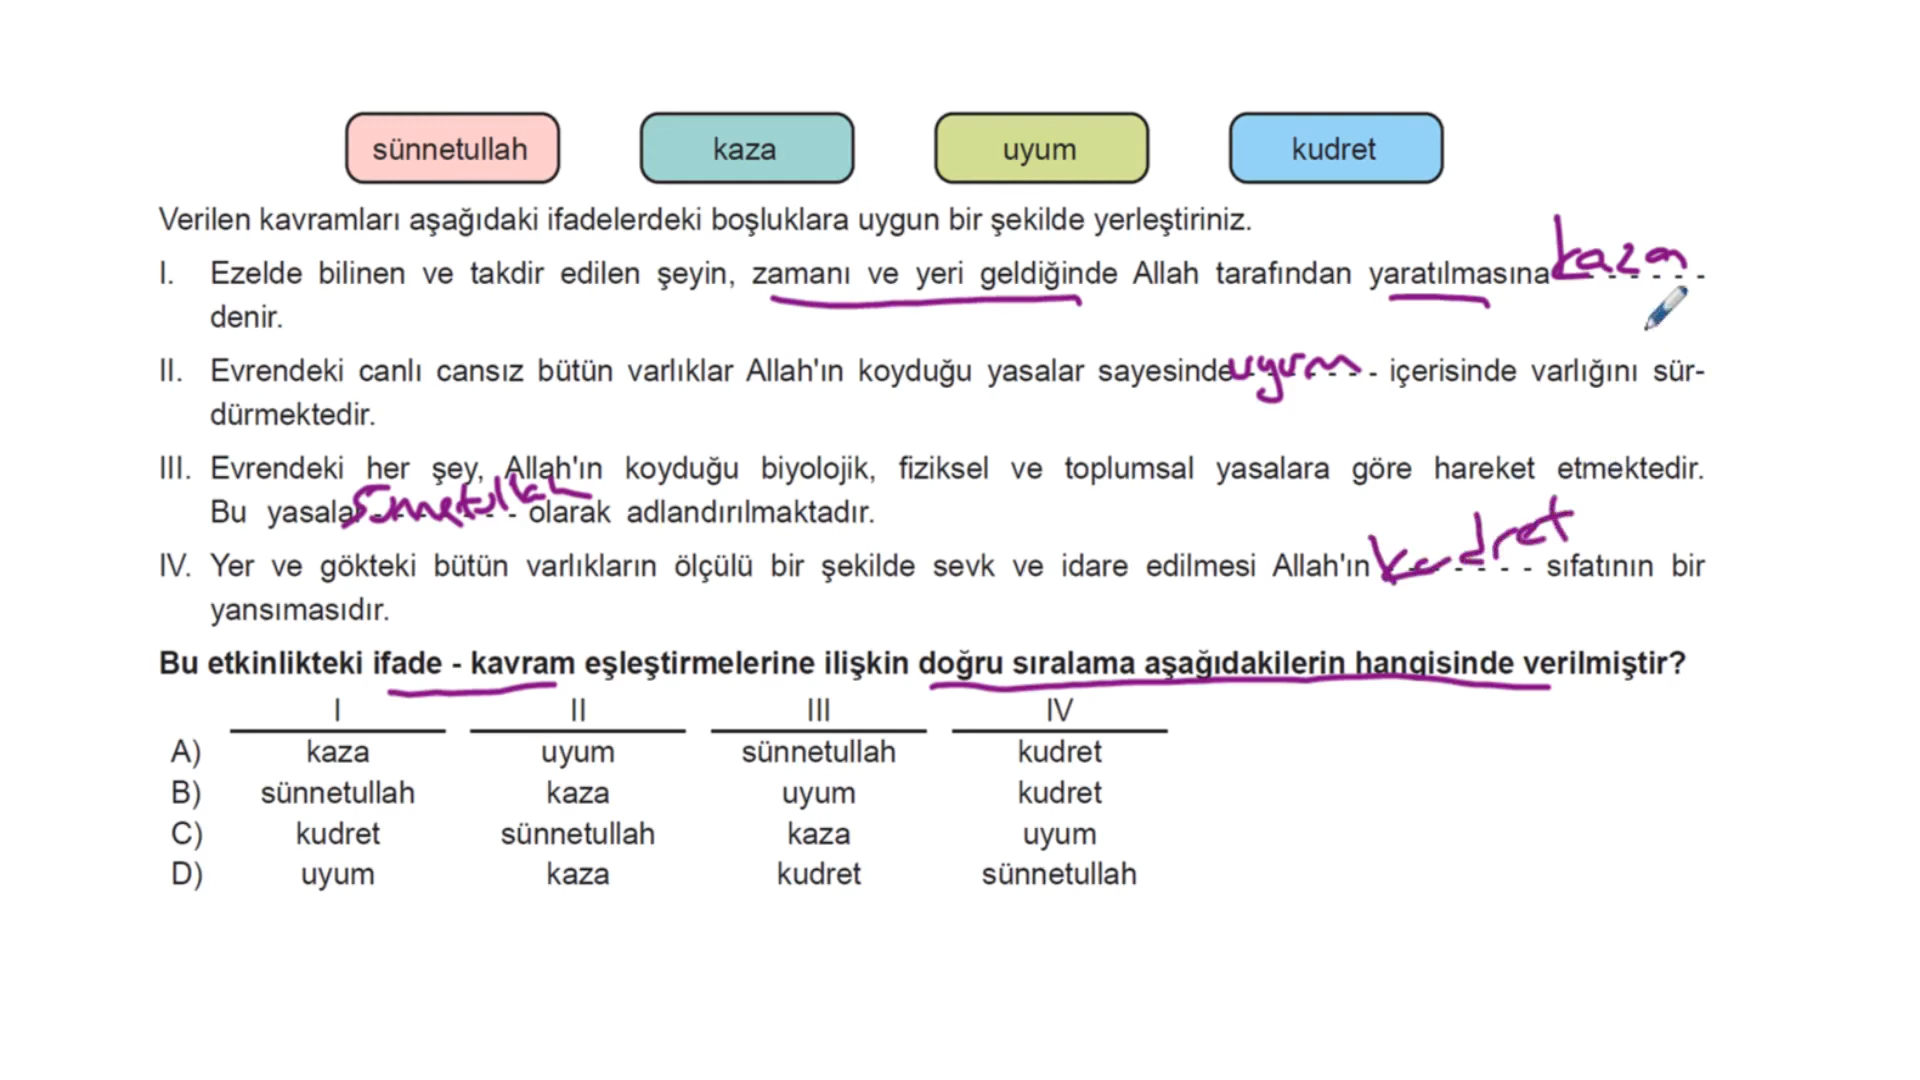 sünnetullah kaza uyum kudret
Verilen kavramları aşağıdaki ifadelerdeki boşluklara uygun bir şekilde yerleştiriniz.
I. Ezelde bilinen ve takdir edilen şeyin, zamanı ve yeri geldiğinde Allah tarafından yaratılmasına kaza - - - - - -
denir.
II. Evrendeki canlı cansız bütün varlıklar Allah'ın koyduğu yasalar sayesinde uyum - - içerisinde varlığını sür-
dürmektedir.
III. Evrendeki her şey, Allah'ın koyduğu biyolojik, fiziksel ve toplumsal yasalara göre hareket etmektedir.
Bu yasalar sünnetullah - olarak adlandırılmaktadır.
IV. Yer ve gökteki bütün varlıkların ölçülü bir şekilde sevk ve idare edilmesi Allah'ın kudret - - - - sıfatının bir
yansımasıdır.
Bu etkinlikteki ifade - kavram eşleştirmelerine ilişkin doğru sıralama aşağıdakilerin hangisinde verilmiştir?
I II III IV
A) kaza uyum sünnetullah kudret
B) sünnetullah kaza uyum kudret
C) kudret sünnetullah kaza uyum
D) uyum kaza kudret sünnetullah